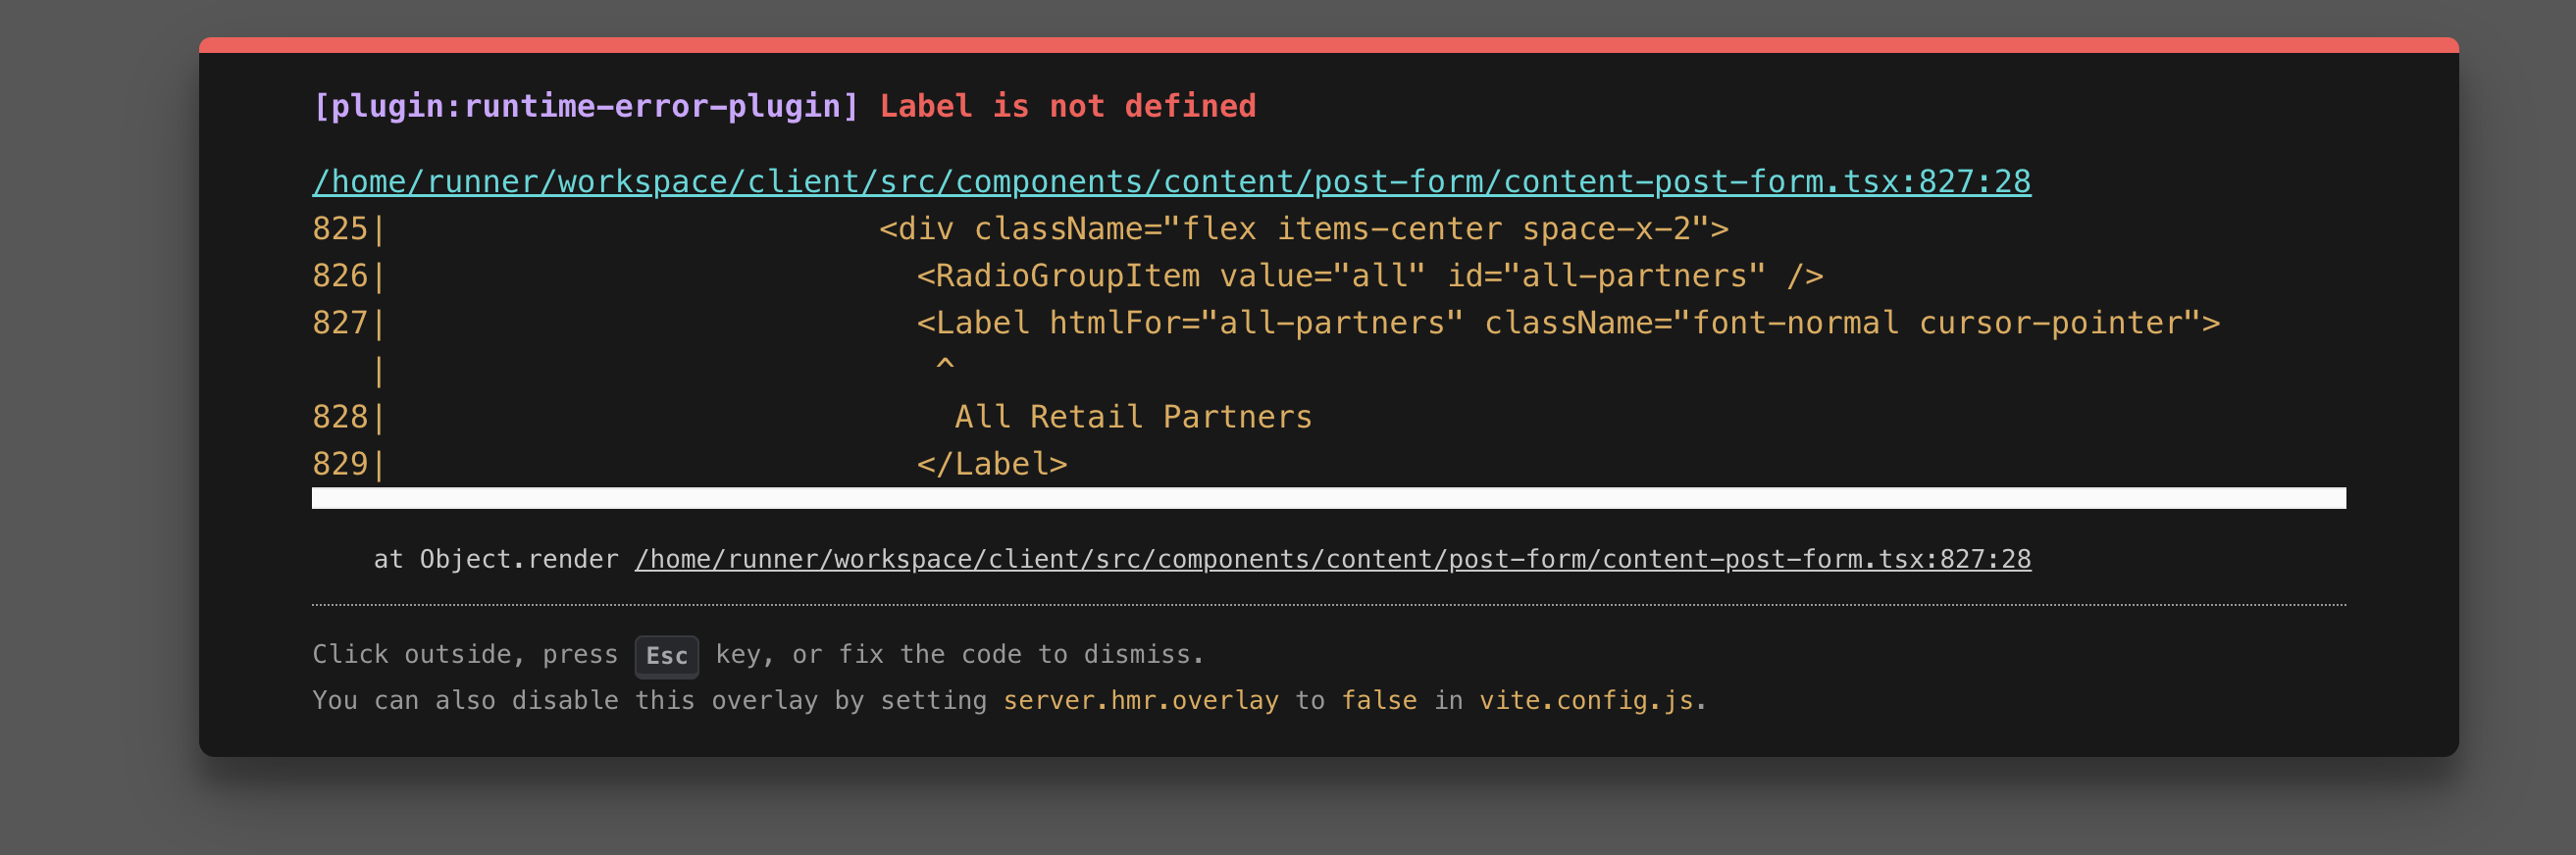 [plugin:runtime-error-plugin] Label is not defined
/home/runner/workspace/client/src/components/content/post-form/content-post-form.tsx:827:28
825|                          <div className="flex items-center space-x-2">
826|                            <RadioGroupItem value="all" id="all-partners" />
827|                            <Label htmlFor="all-partners" className="font-normal cursor-pointer">
   |                             ^
828|                              All Retail Partners
829|                            </Label>
at Object.render /home/runner/workspace/client/src/components/content/post-form/content-post-form.tsx:827:28
Click outside, press Esc key, or fix the code to dismiss.
You can also disable this overlay by setting server.hmr.overlay to false in vite.config.js.